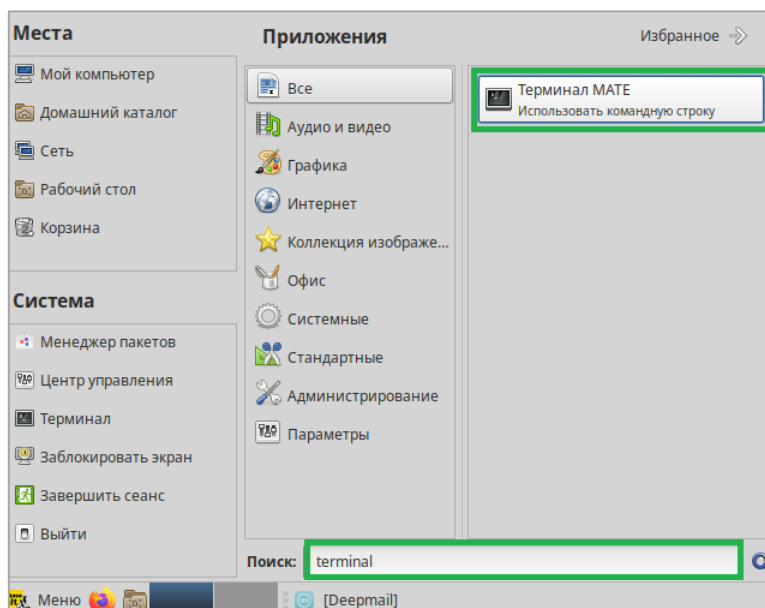 Места
Мой компьютер
Домашний каталог
Сеть
Рабочий стол
Корзина
Система
Менеджер пакетов
Центр управления
Терминал
Заблокировать экран
Завершить сеанс
Выйти
Приложения
Избранное
Все
Аудио и видео
Графика
Интернет
Коллекция изображе...
Офис
Системные
Стандартные
Администрирование
Параметры
Терминал MATE
Использовать командную строку
Поиск: terminal
Меню
[Deepmail]